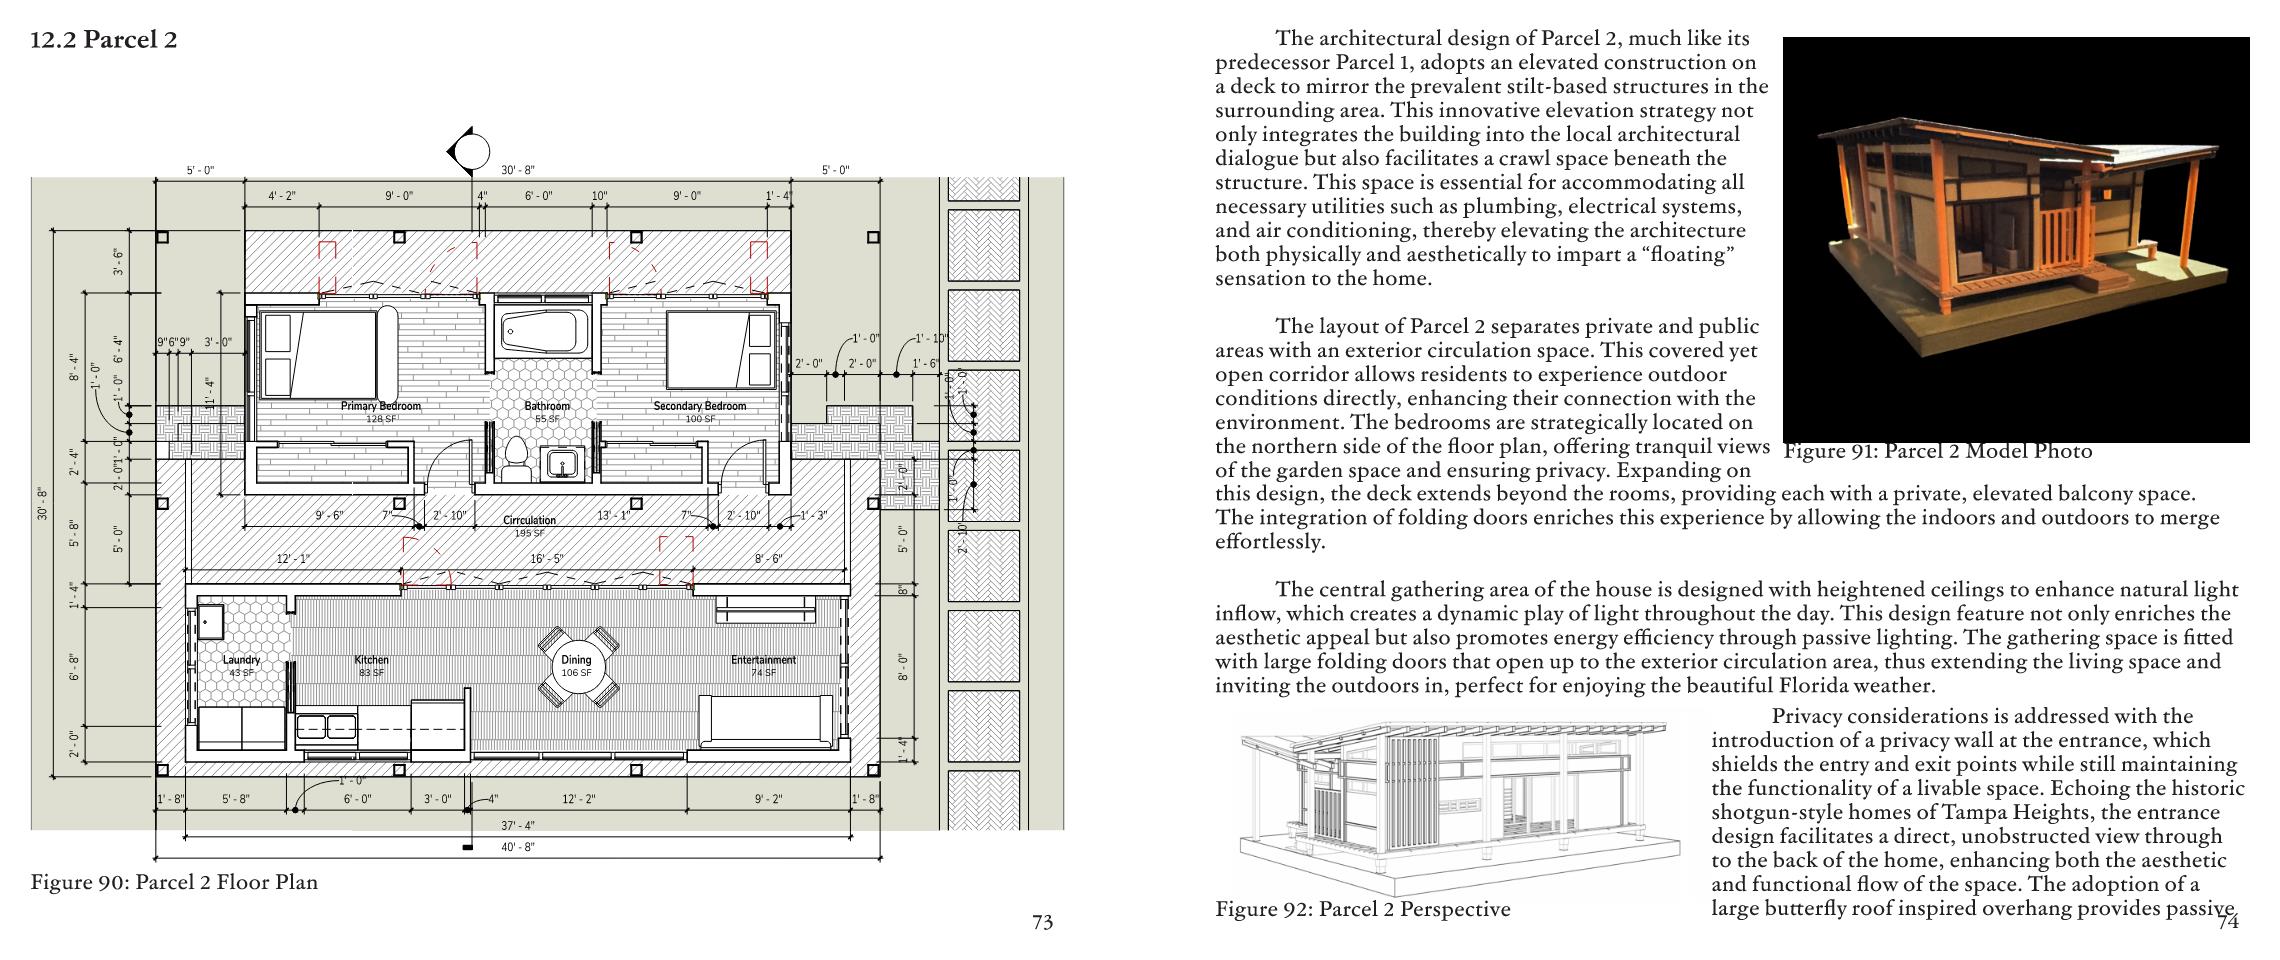 12.2 Parcel 2
5' - 0"
30' - 8"
5' - 0"
4' - 2"
9' - 0"
4"
6' - 0"
10"
9' - 0"
1' - 4"
3' - 6"
8' - 4"
1' - 0"
6' - 4"
1' - 0"
9"
6"
9"
3' - 0"
11' - 4"
2' - 4"
1' - 0"
2' - 0"
30' - 8"
5' - 8"
5' - 0"
1' - 4"
6' - 8"
2' - 0"
Primary Bedroom
128 SF
Bathroom
55 SF
Secondary Bedroom
100 SF
1' - 0"
1' - 10"
2' - 0"
2' - 0"
1' - 6"
1' - 0"
1' - 0"
2' - 0"
1' - 0"
2' - 10"
9' - 6"
7"
2' - 10"
Cirrculation
195 SF
13' - 1"
7"
2' - 10"
1' - 3"
12' - 1"
16' - 5"
8' - 6"
5' - 0"
8"
8' - 0"
1' - 4"
Laundry
43 SF
Kitchen
83 SF
Dining
106 SF
Entertainment
74 SF
1' - 0"
1' - 8"
5' - 8"
6' - 0"
3' - 0"
4"
12' - 2"
9' - 2"
1' - 8"
37' - 4"
40' - 8"
Figure 90: Parcel 2 Floor Plan
73
The architectural design of Parcel 2, much like its
predecessor Parcel 1, adopts an elevated construction on
a deck to mirror the prevalent stilt-based structures in the
surrounding area. This innovative elevation strategy not
only integrates the building into the local architectural
dialogue but also facilitates a crawl space beneath the
structure. This space is essential for accommodating all
necessary utilities such as plumbing, electrical systems,
and air conditioning, thereby elevating the architecture
both physically and aesthetically to impart a “floating”
sensation to the home.
The layout of Parcel 2 separates private and public
areas with an exterior circulation space. This covered yet
open corridor allows residents to experience outdoor
conditions directly, enhancing their connection with the
environment. The bedrooms are strategically located on
the northern side of the floor plan, offering tranquil views
of the garden space and ensuring privacy. Expanding on
this design, the deck extends beyond the rooms, providing each with a private, elevated balcony space.
The integration of folding doors enriches this experience by allowing the indoors and outdoors to merge
effortlessly.
Figure 91: Parcel 2 Model Photo
The central gathering area of the house is designed with heightened ceilings to enhance natural light
inflow, which creates a dynamic play of light throughout the day. This design feature not only enriches the
aesthetic appeal but also promotes energy efficiency through passive lighting. The gathering space is fitted
with large folding doors that open up to the exterior circulation area, thus extending the living space and
inviting the outdoors in, perfect for enjoying the beautiful Florida weather.
Privacy considerations is addressed with the
introduction of a privacy wall at the entrance, which
shields the entry and exit points while still maintaining
the functionality of a livable space. Echoing the historic
shotgun-style homes of Tampa Heights, the entrance
design facilitates a direct, unobstructed view through
to the back of the home, enhancing both the aesthetic
and functional flow of the space. The adoption of a
large butterfly roof inspired overhang provides passive
Figure 92: Parcel 2 Perspective
74